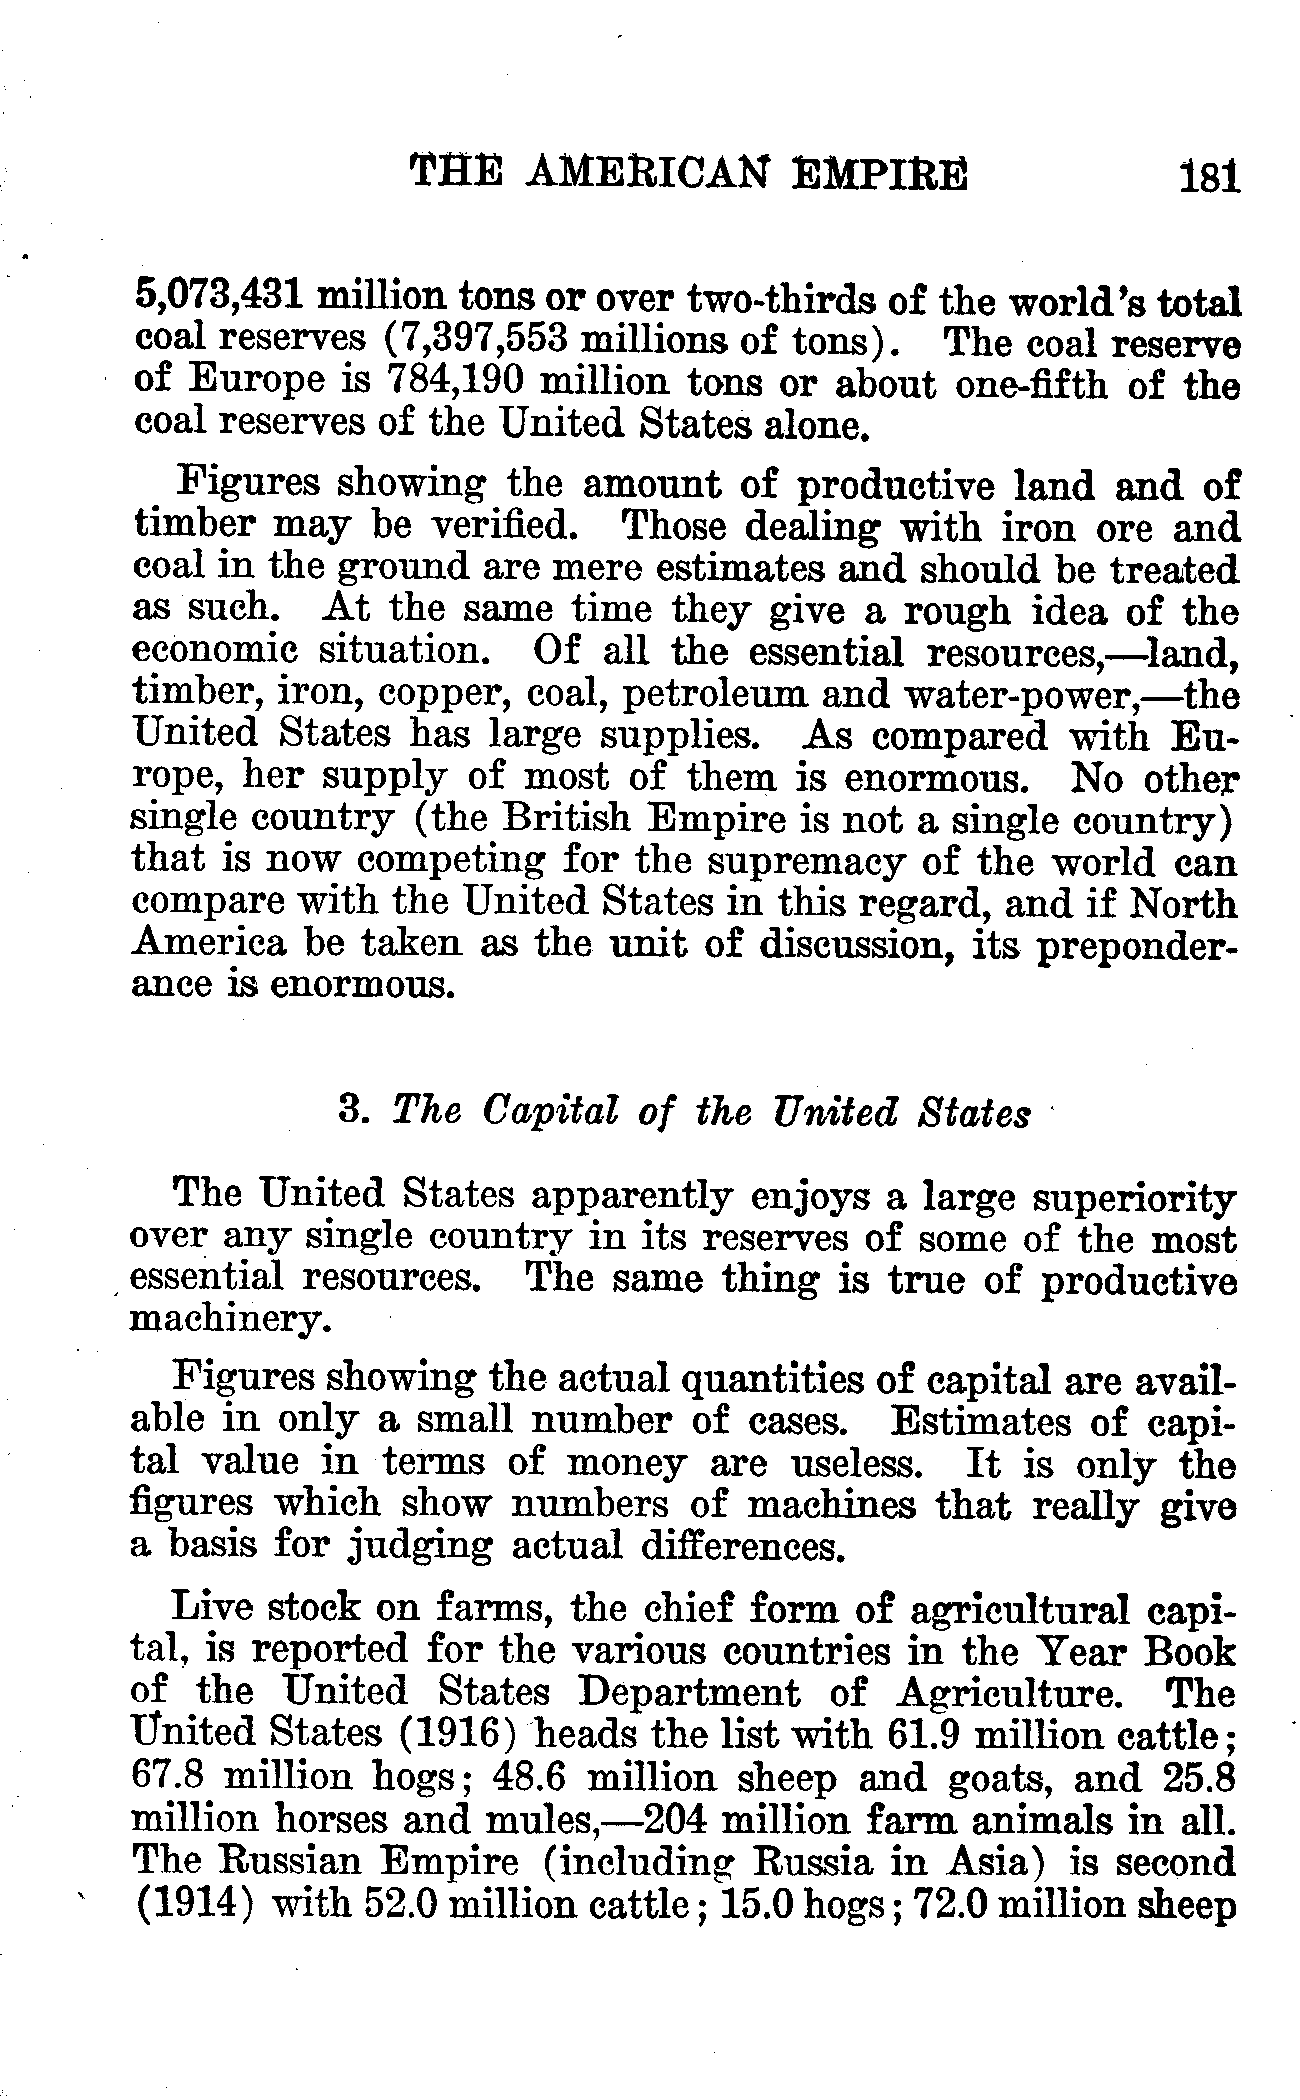 THE AMERICAN EMPIRE 181
5,073,431 million tons or over two-thirds of the world's total
coal reserves (7,397,553 millions of tons). The coal reserve
of Europe is 784,190 million tons or about one-fifth of the
coal reserves of the United States alone.
Figures showing the amount of productive land and of
timber may be verified. Those dealing with iron ore and
coal in the ground are mere estimates and should be treated
as such. At the same time they give a rough idea of the
economic situation. Of all the essential resources,—land,
timber, iron, copper, coal, petroleum and water-power,—the
United States has large supplies. As compared with Eu-
rope, her supply of most of them is enormous. No other
single country (the British Empire is not a single country)
that is now competing for the supremacy of the world can
compare with the United States in this regard, and if North
America be taken as the unit of discussion, its preponder-
ance is enormous.
3. The Capital of the United States
The United States apparently enjoys a large superiority
over any single country in its reserves of some of the most
essential resources. The same thing is true of productive
machinery.
Figures showing the actual quantities of capital are avail-
able in only a small number of cases. Estimates of capi-
tal value in terms of money are useless. It is only the
figures which show numbers of machines that really give
a basis for judging actual differences.
Live stock on farms, the chief form of agricultural capi-
tal, is reported for the various countries in the Year Book
of the United States Department of Agriculture. The
United States (1916) heads the list with 61.9 million cattle;
67.8 million hogs; 48.6 million sheep and goats, and 25.8
million horses and mules,—204 million farm animals in all.
The Russian Empire (including Russia in Asia) is second
(1914) with 52.0 million cattle; 15.0 hogs; 72.0 million sheep